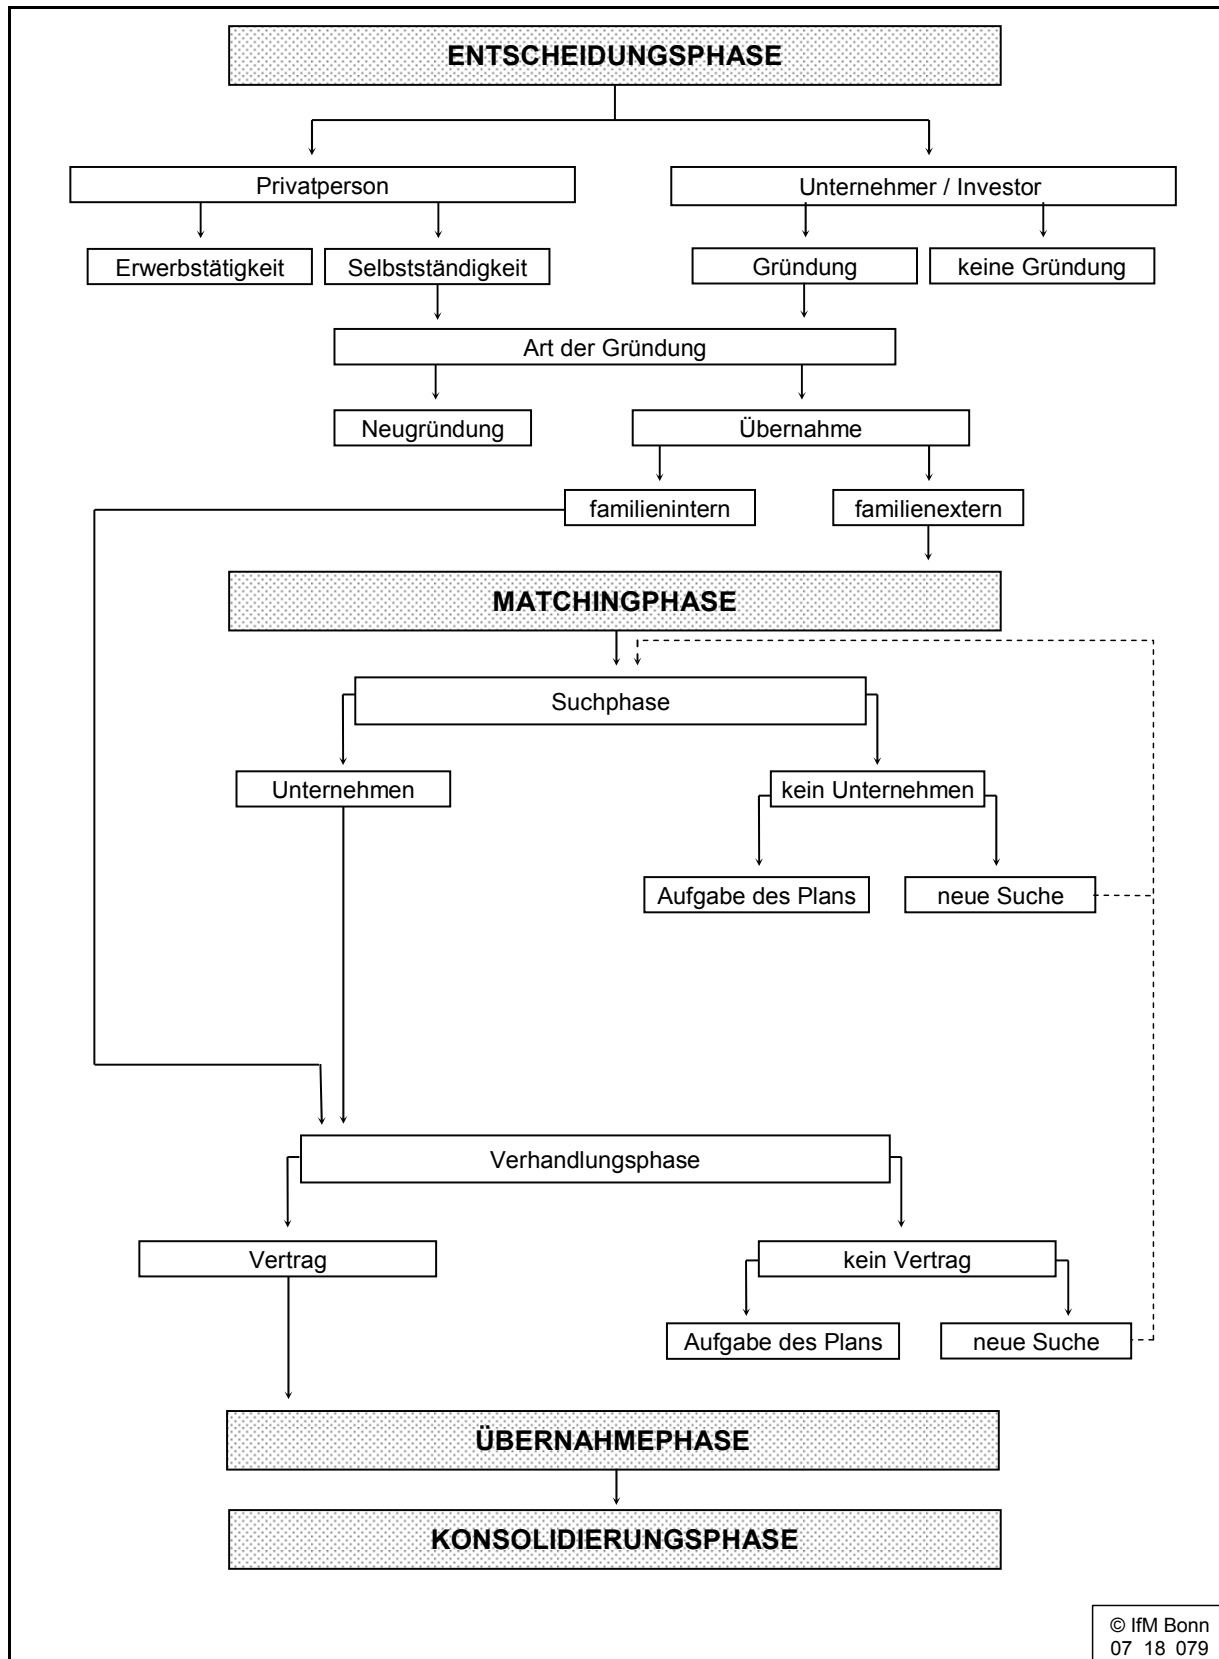 ENTSCHEIDUNGSPHASE
Privatperson
Unternehmer / Investor
Erwerbstätigkeit
Selbstständigkeit
Gründung
keine Gründung
Art der Gründung
Neugründung
Übernahme
familienintern
familienextern
MATCHINGPHASE
Suchphase
Unternehmen
kein Unternehmen
Aufgabe des Plans
neue Suche
Verhandlungsphase
Vertrag
kein Vertrag
Aufgabe des Plans
neue Suche
ÜBERNAHMEPHASE
KONSOLIDIERUNGSPHASE
© IfM Bonn
07 18 079